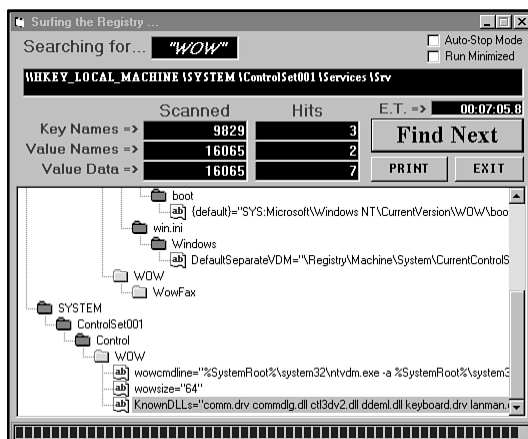 Surfing the Registry ...
Searching for... "WOW"
Auto-Stop Mode
Run Minimized
\\HKEY_LOCAL_MACHINE\SYSTEM\ControlSet001\Services\Srv
Scanned Hits E.T. => 00:07:05.8
Key Names => 9829 3
Value Names => 16065 2
Value Data => 16065 7
Find Next
PRINT EXIT
boot
{default}="SYS:Microsoft\Windows NT\CurrentVersion\WOW\boo
win.ini
Windows
DefaultSeparateVDM="\Registry\Machine\System\CurrentControlS
WOW
WowFax
SYSTEM
ControlSet001
Control
WOW
wowcmdline="%SystemRoot%\system32\ntvdm.exe -a %SystemRoot%\system3
wowsize="64"
KnownDLLs="comm.drv commdlg.dll ctl3dv2.dll ddeml.dll keyboard.drv lanman.